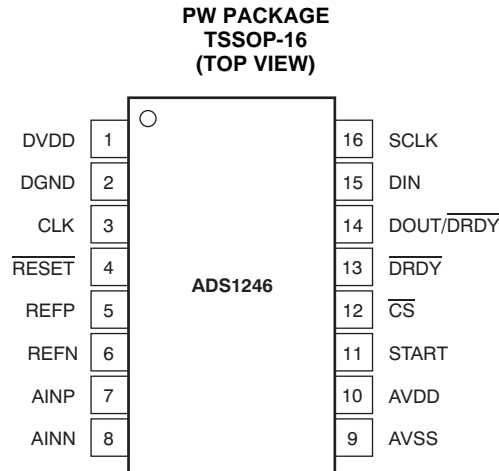 PW PACKAGE
TSSOP-16
(TOP VIEW)
DVDD 1 16 SCLK
DGND 2 15 DIN
CLK 3 14 DOUT/DRDY
RESET 4 13 DRDY
ADS1246
REFP 5 12 CS
REFN 6 11 START
AINP 7 10 AVDD
AINN 8 9 AVSS